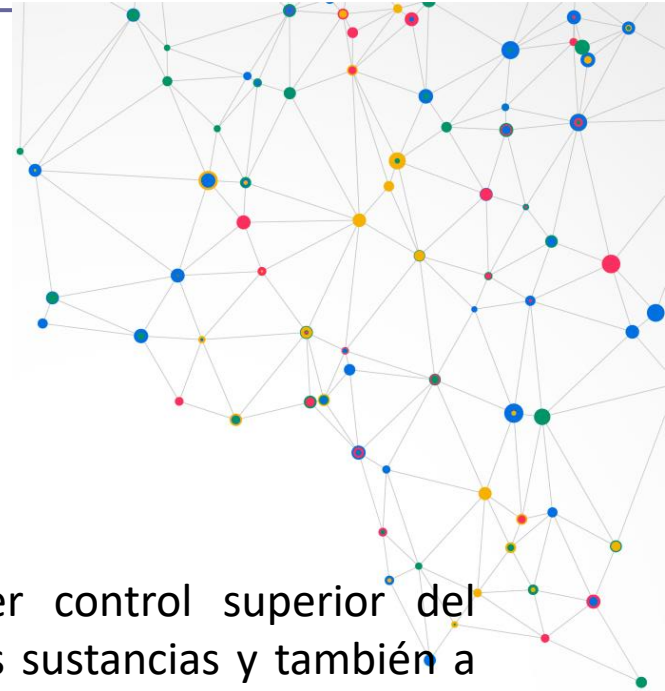 er control superior del
s sustancias y también a